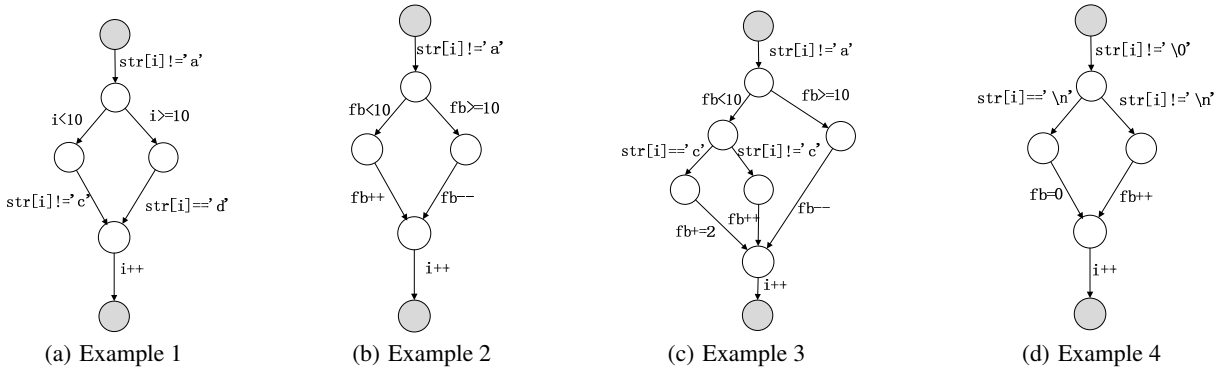 str[i]!='a'
i<10
i>=10
str[i]!='c'
str[i]=='d'
i++
(a) Example 1
str[i]!='a'
fb<10
fb>=10
fb++
fb--
i++
(b) Example 2
str[i]!='a'
fb<10
fb>=10
str[i]=='c'
str[i]!='c'
fb+=2
fb++
fb--
i++
(c) Example 3
str[i]!='\0'
str[i]=='\n'
str[i]!='\n'
fb=0
fb++
i++
(d) Example 4